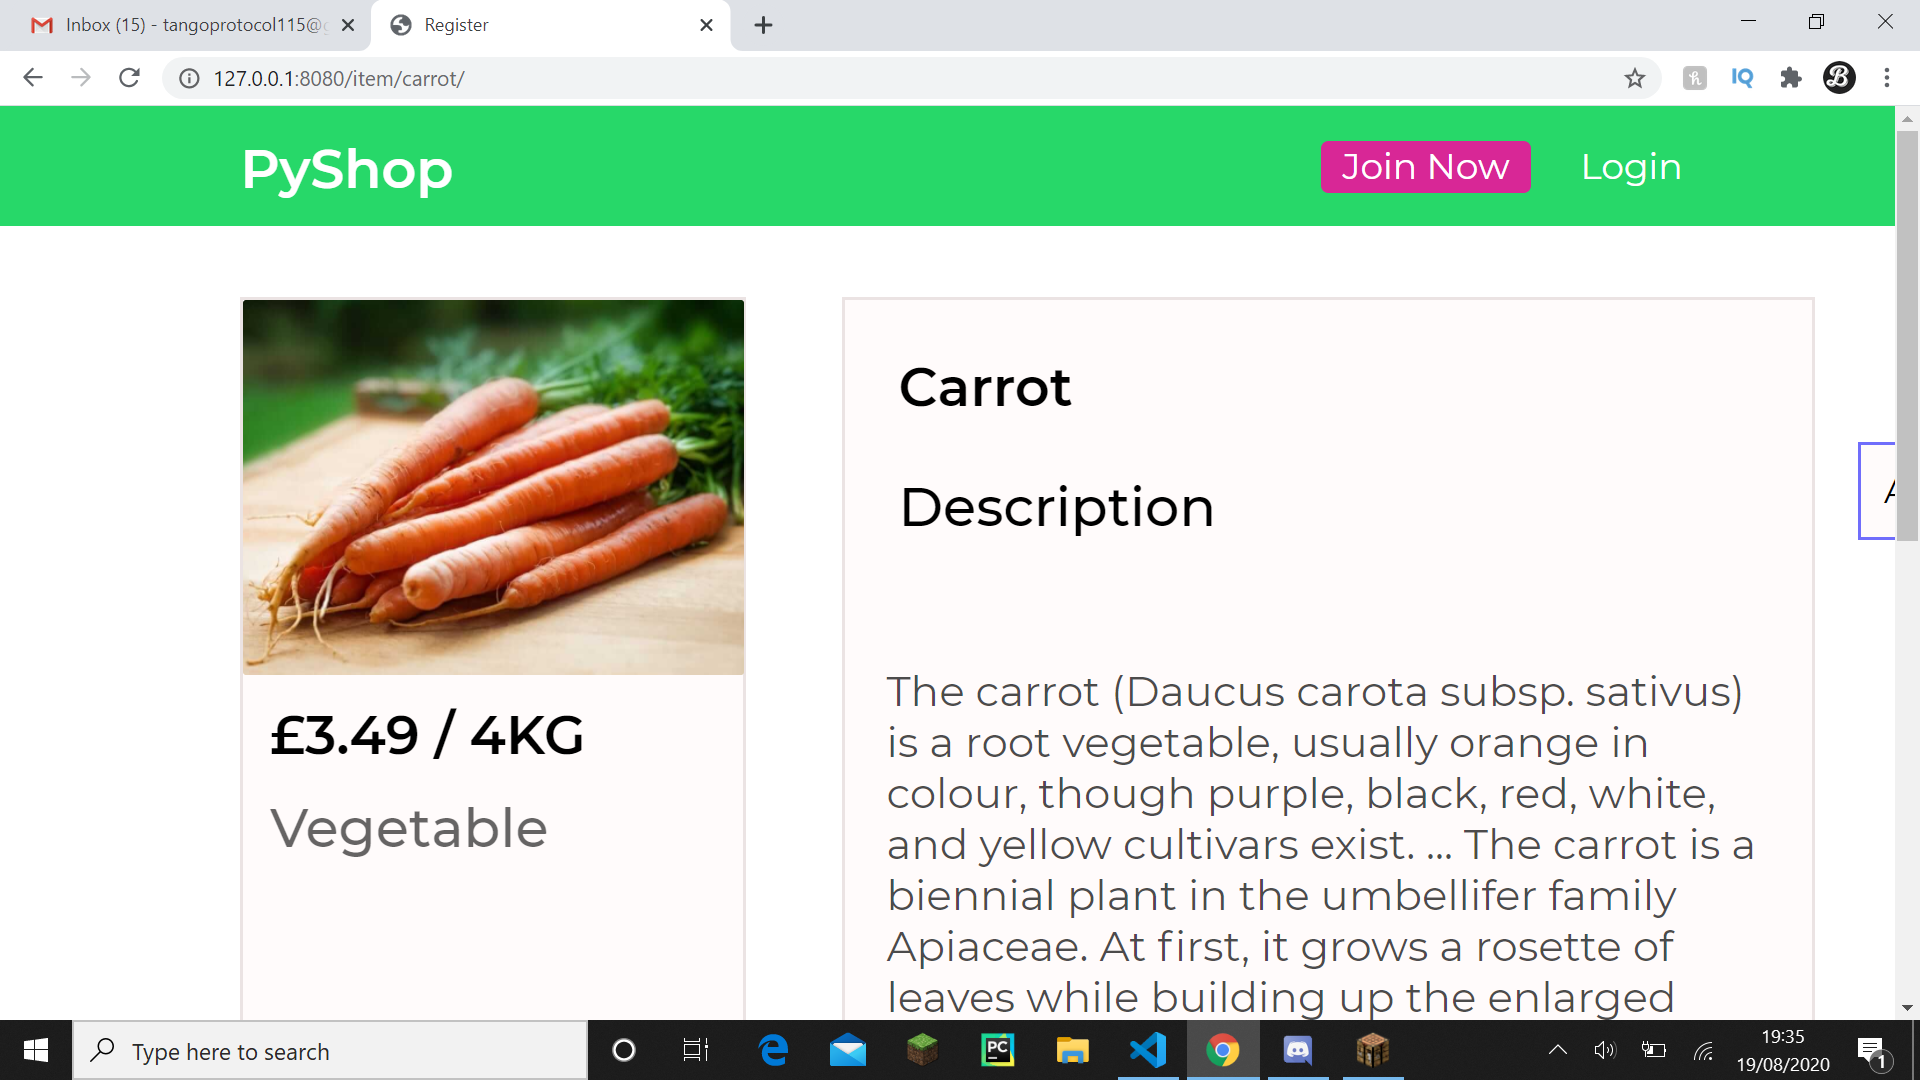 Inbox (15) - tangoprotocol115@
Register
127.0.0.1:8080/item/carrot/
PyShop
Join Now
Login
Carrot
Description
The carrot (Daucus carota subsp. sativus)
is a root vegetable, usually orange in
colour, though purple, black, red, white,
and yellow cultivars exist. ... The carrot is a
biennial plant in the umbellifer family
Apiaceae. At first, it grows a rosette of
leaves while building up the enlarged
£3.49 / 4KG
Vegetable
Type here to search
19:35
19/08/2020
1